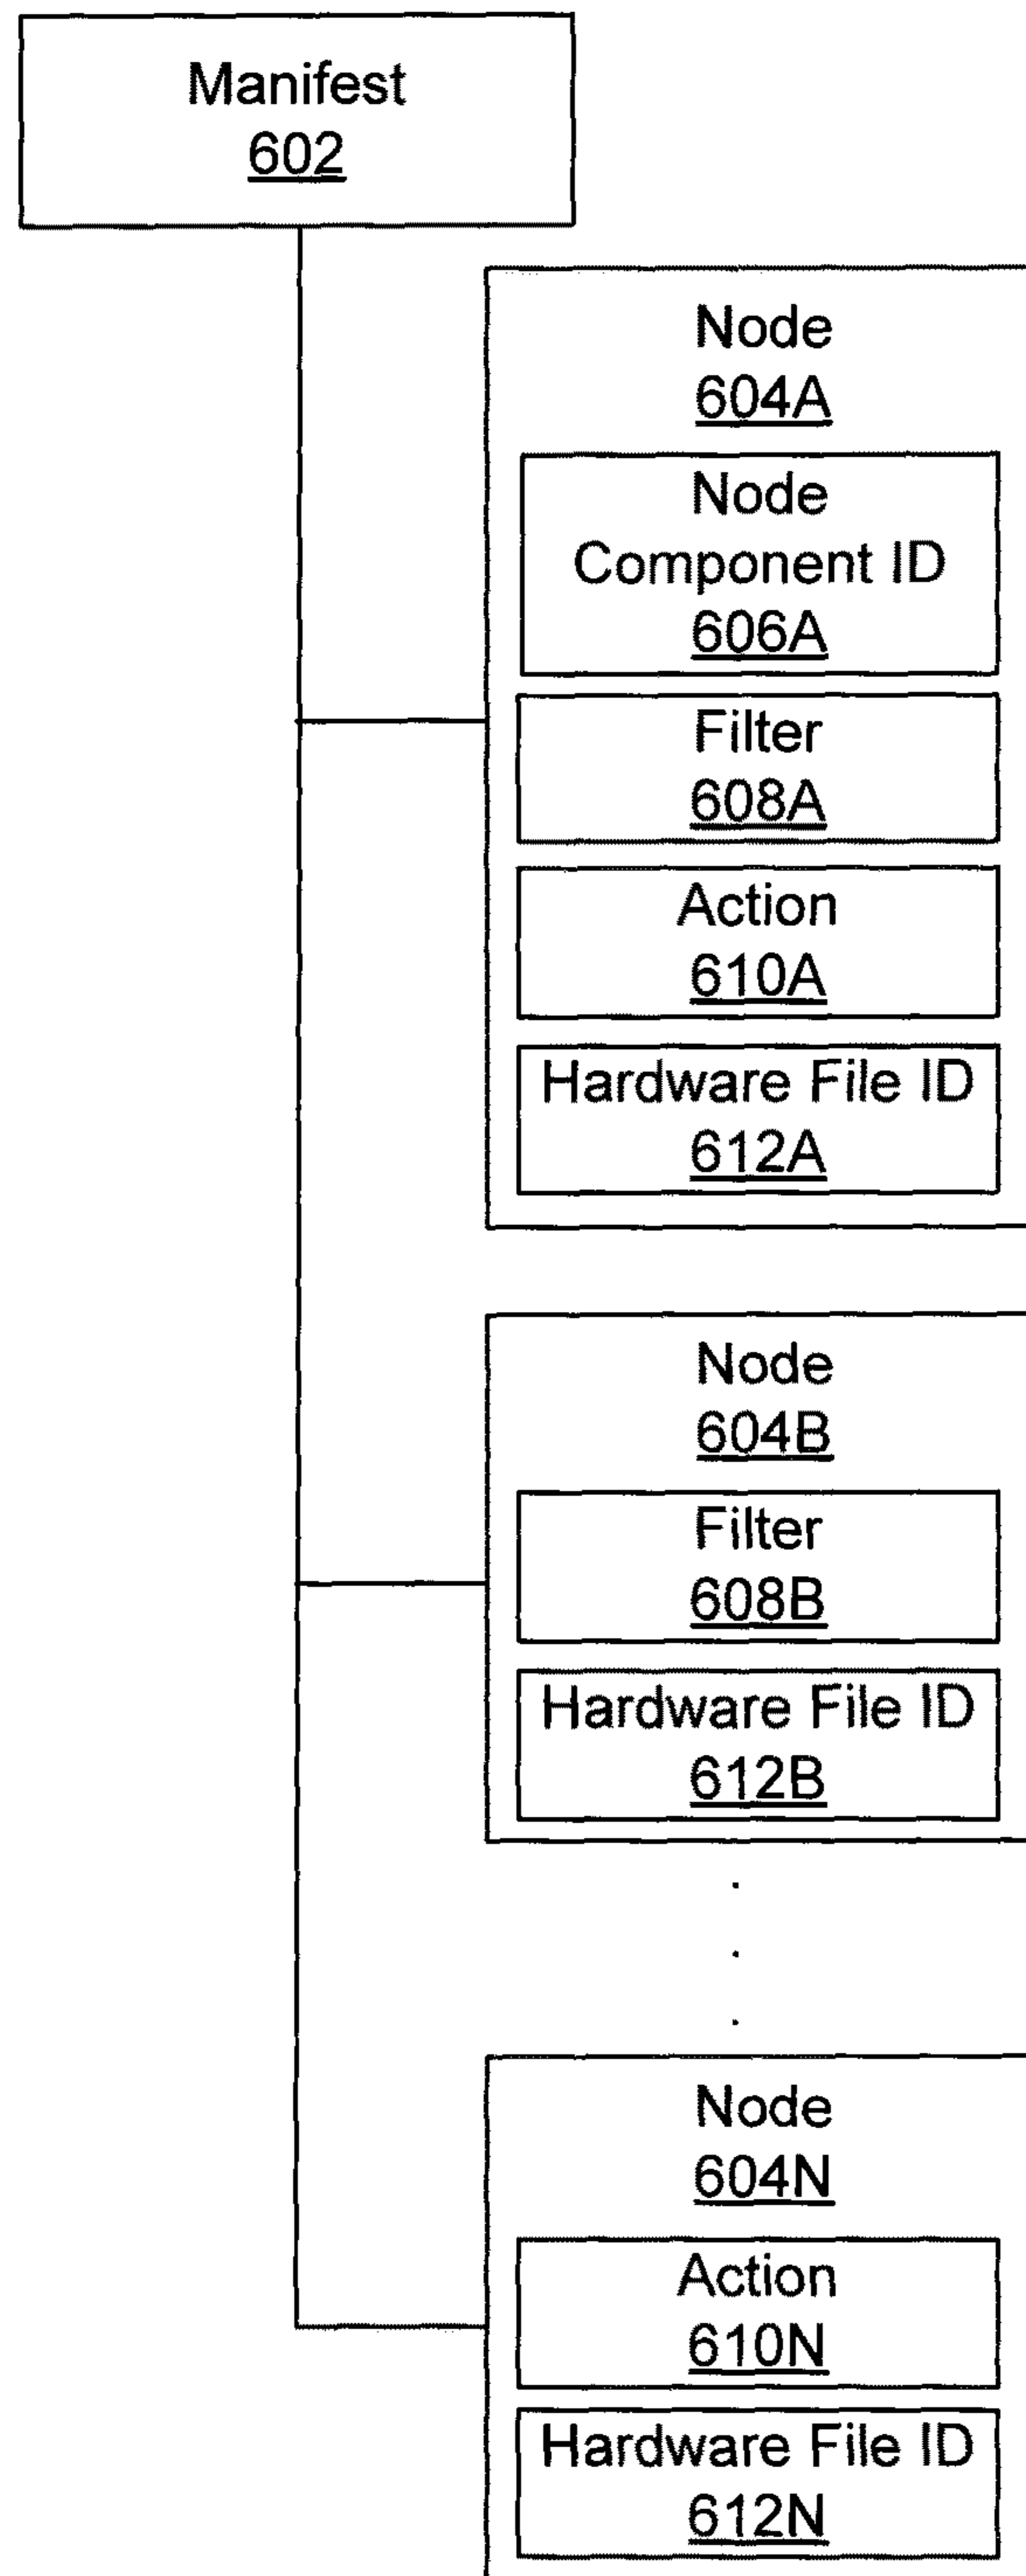 Manifest
602
Node
604A
Node
Component ID
606A
Filter
608A
Action
610A
Hardware File ID
612A
Node
604B
Filter
608B
Hardware File ID
612B
Node
604N
Action
610N
Hardware File ID
612N